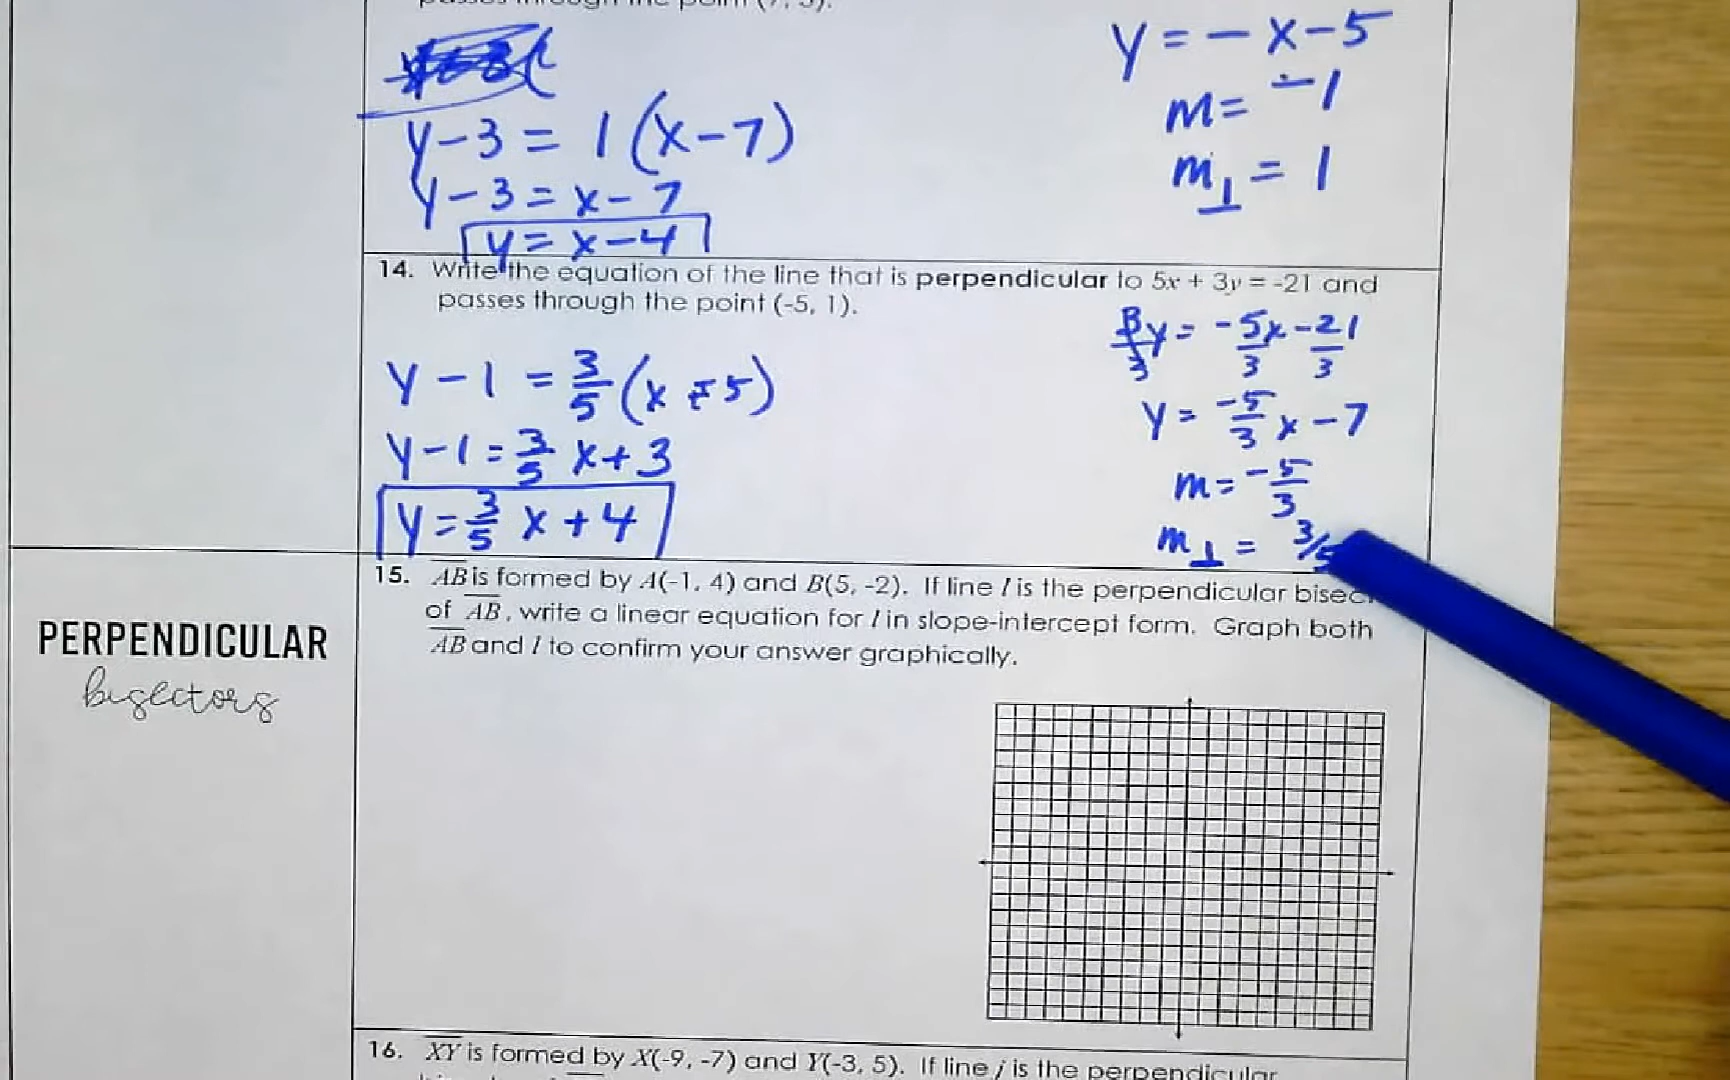 y - 3 = 1(x - 7)
y - 3 = x - 7
y = x - 4
y = - x - 5
m = -1
m⊥ = 1
14. Write the equation of the line that is perpendicular to 5x + 3y = -21 and
passes through the point (-5, 1).
y - 1 = 3/5 (x + 5)
y - 1 = 3/5 x + 3
y = 3/5 x + 4
3y/3 = -5x/3 - 21/3
y = -5/3 x - 7
m = -5/3
m⊥ = 3/5
PERPENDICULAR
bisectors
15. AB is formed by A(-1, 4) and B(5, -2). If line l is the perpendicular
of AB, write a linear equation for l in slope-intercept form. Graph both
AB and l to confirm your answer graphically.
16. XY is formed by X(-9, -7) and Y(-3, 5). If line j is the perpendicular